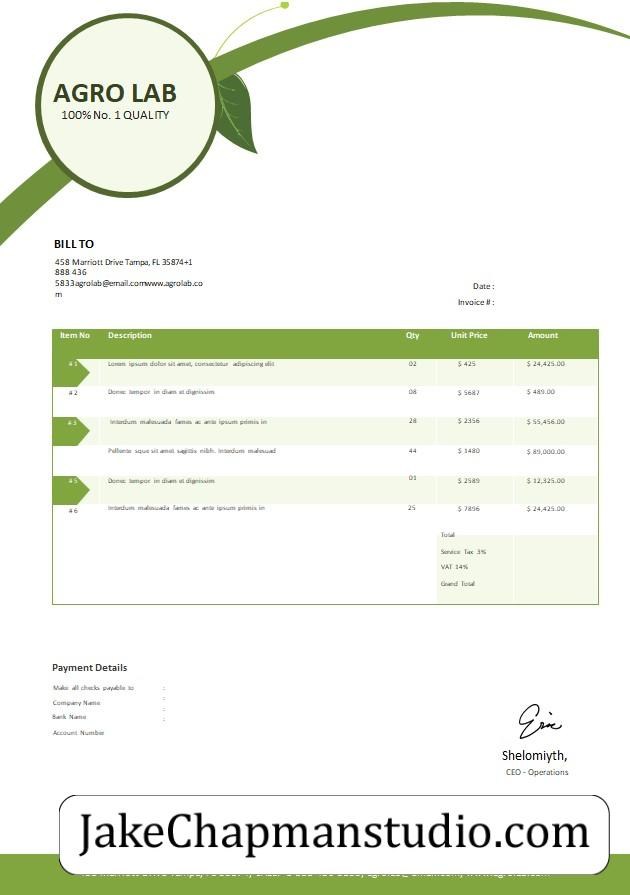 AGRO LAB
100% No. 1 QUALITY
BILL TO
458 Marriott Drive Tampa, FL 35874+1
888 436
5833agrolab@email.comwww.agrolab.co
m
Date :
Invoice # :
Item No Description Qty Unit Price Amount
# 1 Lorem ipsum dolor sit amet, consectetur adipiscing elit 02 $ 425 $ 24,425.00
# 2 Donec tempor in diam et dignissim 08 $ 5687 $ 489.00
# 3 Interdum malesuada fames ac ante ipsum primis in 28 $ 2356 $ 55,456.00
Pellente sque sit amet sagittis nibh. Interdum malesuad 44 $ 1480 $ 89,000.00
# 5 Donec tempor in diam et dignissim 01 $ 2589 $ 12,325.00
# 6 Interdum malesuada fames ac ante ipsum primis in 25 $ 7896 $ 24,425.00
Total
Service Tax 3%
VAT 14%
Grand Total
Payment Details
Make all checks payable to :
Company Name :
Bank Name :
Account Number :
Eric
Shelomiyth,
CEO - Operations
JakeChapmanstudio.com